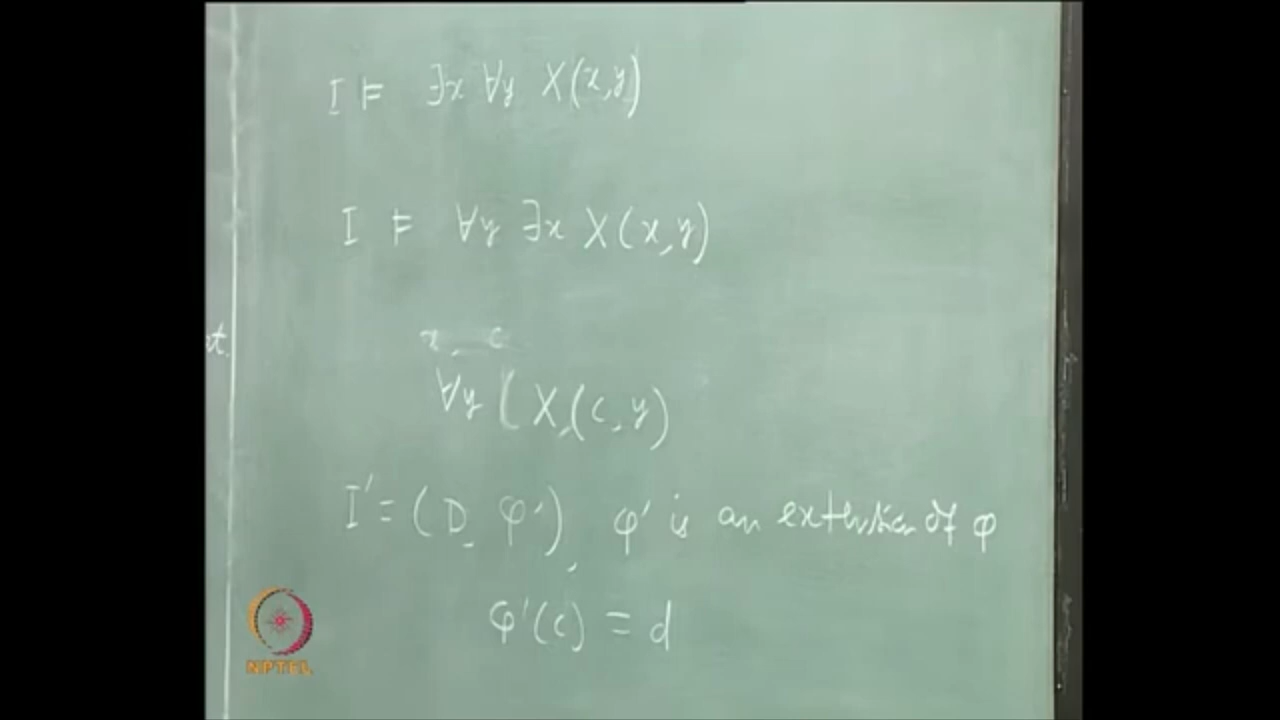 I ⊨ ∃x ∀y X(x,y)
I ⊨ ∀y ∃x X(x,y)
x, c
∀y ( X,(c,y)
I' = (D, φ'), φ' is an extension of φ
φ'(c) = d
NPTEL